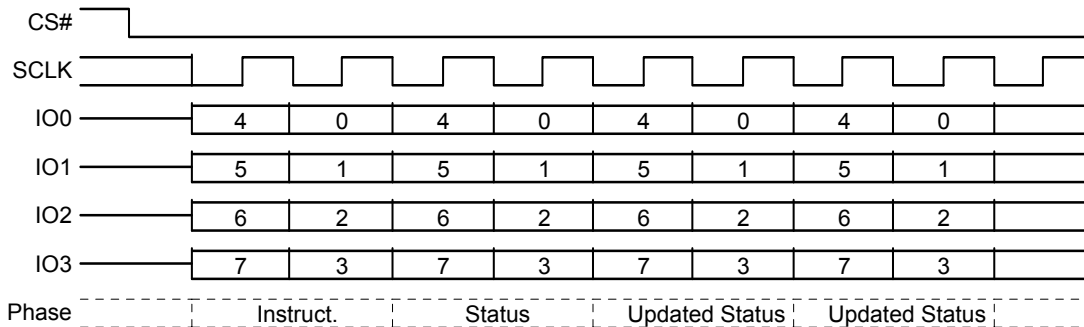 CS#
SCLK
IO0 4 0 4 0 4 0 4 0
IO1 5 1 5 1 5 1 5 1
IO2 6 2 6 2 6 2 6 2
IO3 7 3 7 3 7 3 7 3
Phase Instruct. Status Updated Status Updated Status